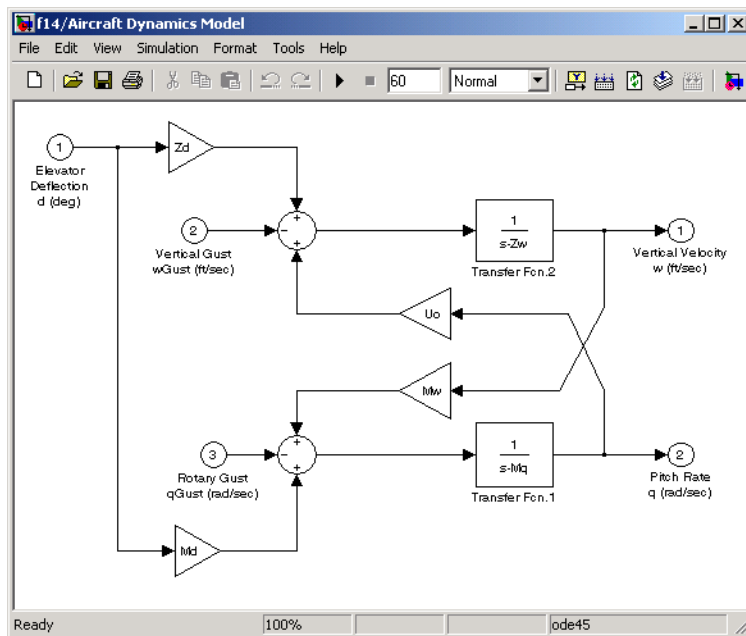 f14/Aircraft Dynamics Model
File Edit View Simulation Format Tools Help
60 Normal
1
Elevator
Deflection
d (deg)
Zd
2
Vertical Gust
wGust (ft/sec)
-
+
+
1
s-Zw
Transfer Fcn.2
1
Vertical Velocity
w (ft/sec)
Uo
Mw
3
Rotary Gust
qGust (rad/sec)
-
+
+
1
s-Mq
Transfer Fcn.1
2
Pitch Rate
q (rad/sec)
Md
Ready 100% ode45